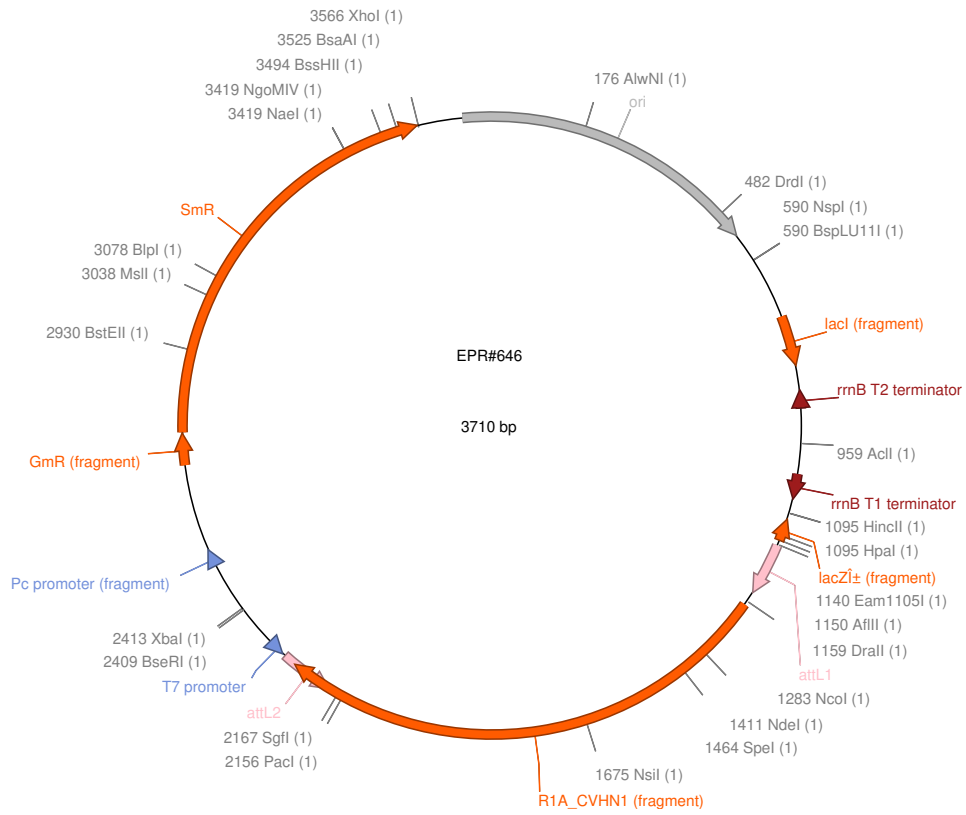 3566 XhoI (1)
3525 BsaAI (1)
3494 BssHII (1)
3419 NgoMIV (1)
3419 NaeI (1)
176 AlwNI (1)
ori
482 DrdI (1)
590 NspI (1)
590 BspLU11I (1)
SmR
3078 BlpI (1)
3038 MslI (1)
2930 BstEII (1)
lacI (fragment)
EPR#646
rrnB T2 terminator
3710 bp
959 AclI (1)
GmR (fragment)
rrnB T1 terminator
1095 HincII (1)
1095 HpaI (1)
lacZÎ± (fragment)
Pc promoter (fragment)
1140 Eam1105I (1)
1150 AflII (1)
1159 DraII (1)
2413 XbaI (1)
2409 BseRI (1)
attL1
T7 promoter
1283 NcoI (1)
attL2
1411 NdeI (1)
2167 SgfI (1)
1464 SpeI (1)
2156 PacI (1)
1675 NsiI (1)
R1A_CVHN1 (fragment)